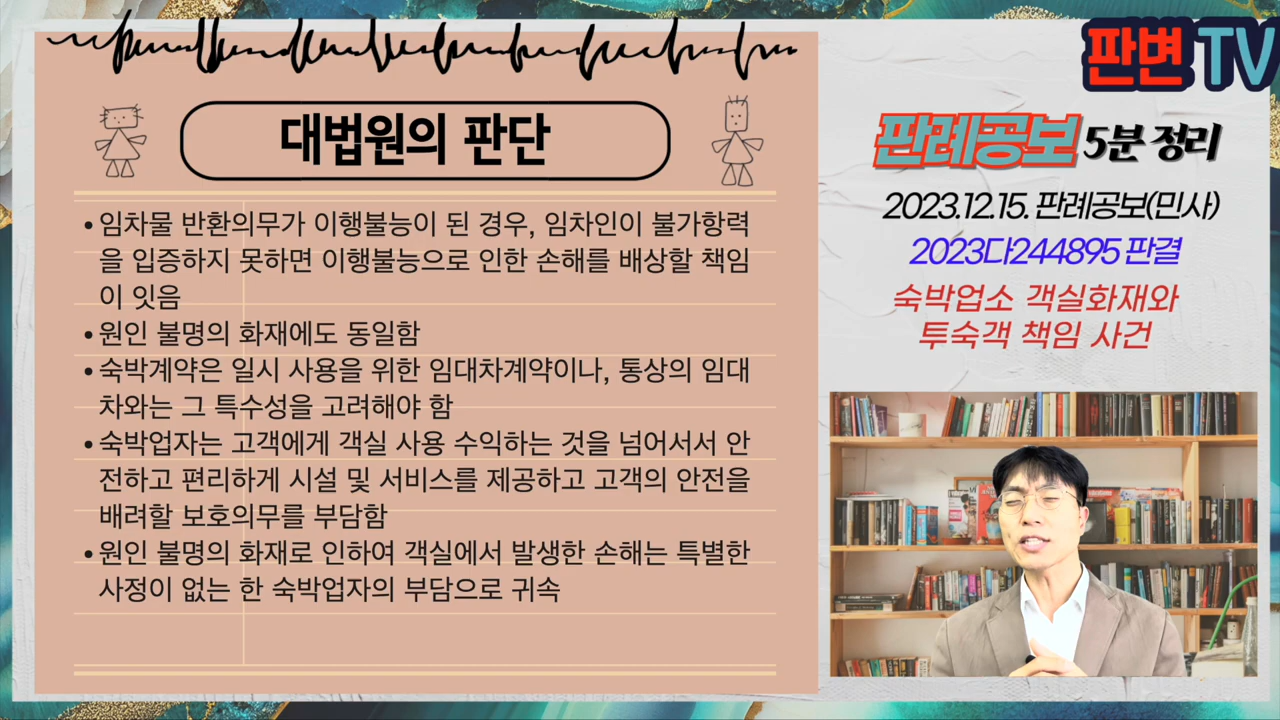 판변 TV
대법원의 판단
• 임차물 반환의무가 이행불능이 된 경우, 임차인이 불가항력
을 입증하지 못하면 이행불능으로 인한 손해를 배상할 책임
이 잇음
• 원인 불명의 화재에도 동일함
• 숙박계약은 일시 사용을 위한 임대차계약이나, 통상의 임대
차와는 그 특수성을 고려해야 함
• 숙박업자는 고객에게 객실 사용 수익하는 것을 넘어서서 안
전하고 편리하게 시설 및 서비스를 제공하고 고객의 안전을
배려할 보호의무를 부담함
• 원인 불명의 화재로 인하여 객실에서 발생한 손해는 특별한
사정이 없는 한 숙박업자의 부담으로 귀속
판례공보 5분 정리
2023.12.15. 판례공보(민사)
2023다244895 판결
숙박업소 객실화재와
투숙객 책임 사건